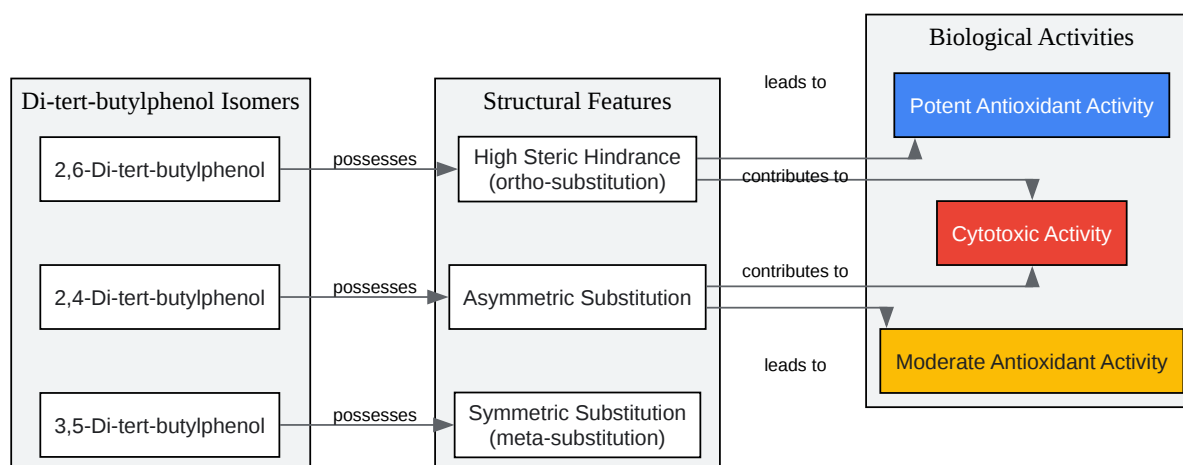 Di-tert-butylphenol Isomers
2,6-Di-tert-butylphenol
2,4-Di-tert-butylphenol
3,5-Di-tert-butylphenol
possesses
possesses
possesses
Structural Features
High Steric Hindrance
(ortho-substitution)
Asymmetric Substitution
Symmetric Substitution
(meta-substitution)
leads to
contributes to
contributes to
leads to
Biological Activities
Potent Antioxidant Activity
Cytotoxic Activity
Moderate Antioxidant Activity